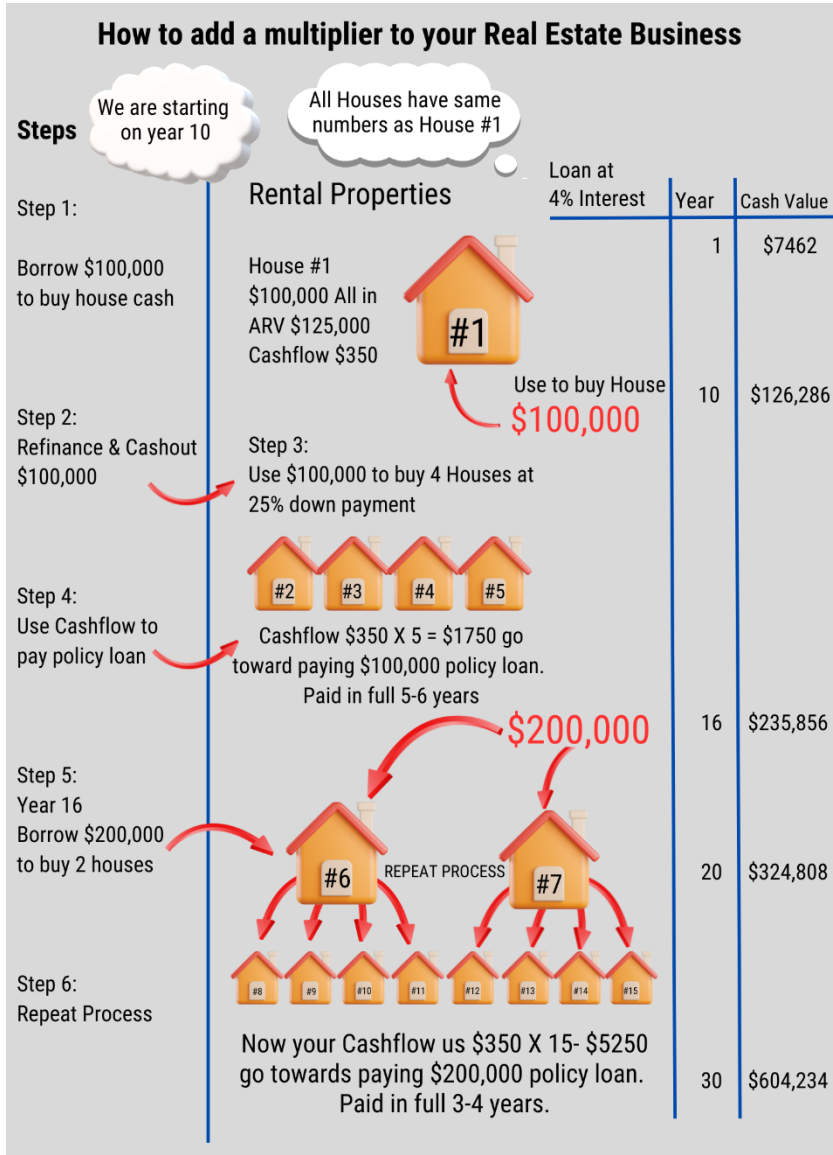 How to add a multiplier to your Real Estate Business
We are starting
on year 10
All Houses have same
numbers as House #1
Steps
Rental Properties
Loan at
4% Interest
Year
Cash Value
Step 1:
Borrow $100,000
to buy house cash
House #1
$100,000 All in
ARV $125,000
Cashflow $350
#1
1
$7462
Use to buy House
$100,000
10
$126,286
Step 2:
Refinance & Cashout
$100,000
Step 3:
Use $100,000 to buy 4 Houses at
25% down payment
#2
#3
#4
#5
Step 4:
Use Cashflow to
pay policy loan
Cashflow $350 X 5 = $1750 go
toward paying $100,000 policy loan.
Paid in full 5-6 years
$200,000
16
$235,856
Step 5:
Year 16
Borrow $200,000
to buy 2 houses
#6
REPEAT PROCESS
#7
20
$324,808
#8
#9
#10
#11
#12
#13
#14
#15
Step 6:
Repeat Process
Now your Cashflow us $350 X 15- $5250
go towards paying $200,000 policy loan.
Paid in full 3-4 years.
30
$604,234